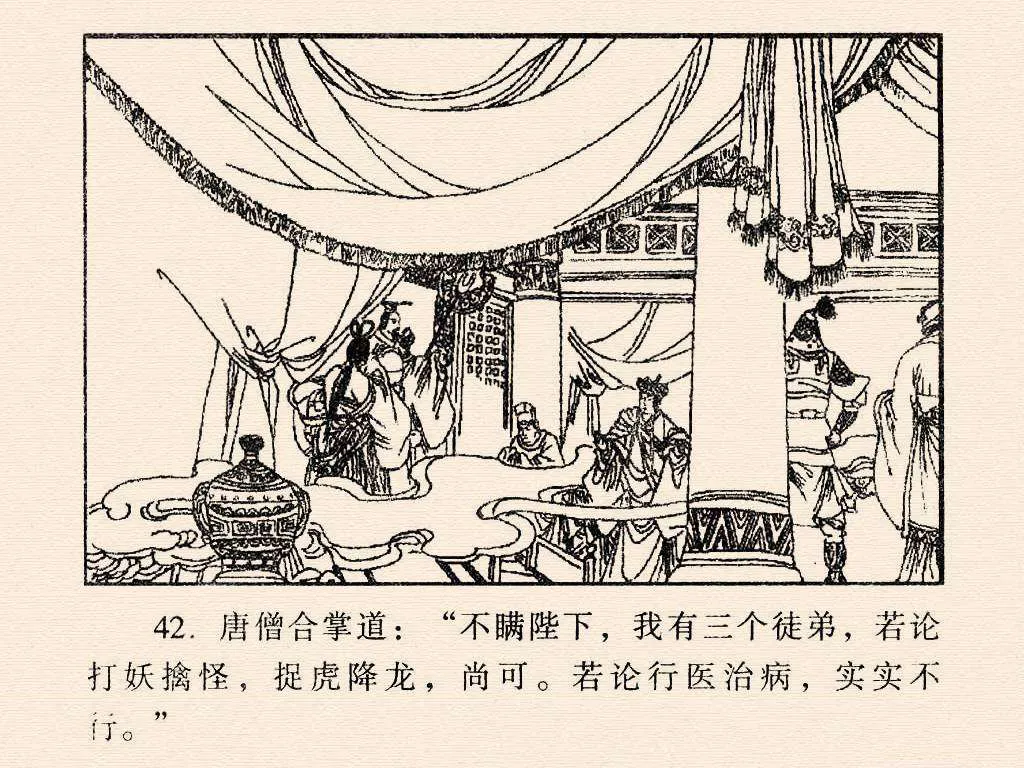 42. 唐僧合掌道：“不瞒陛下，我有三个徒弟，若论
打妖擒怪，捉虎降龙，尚可。若论行医治病，实实不
行。”